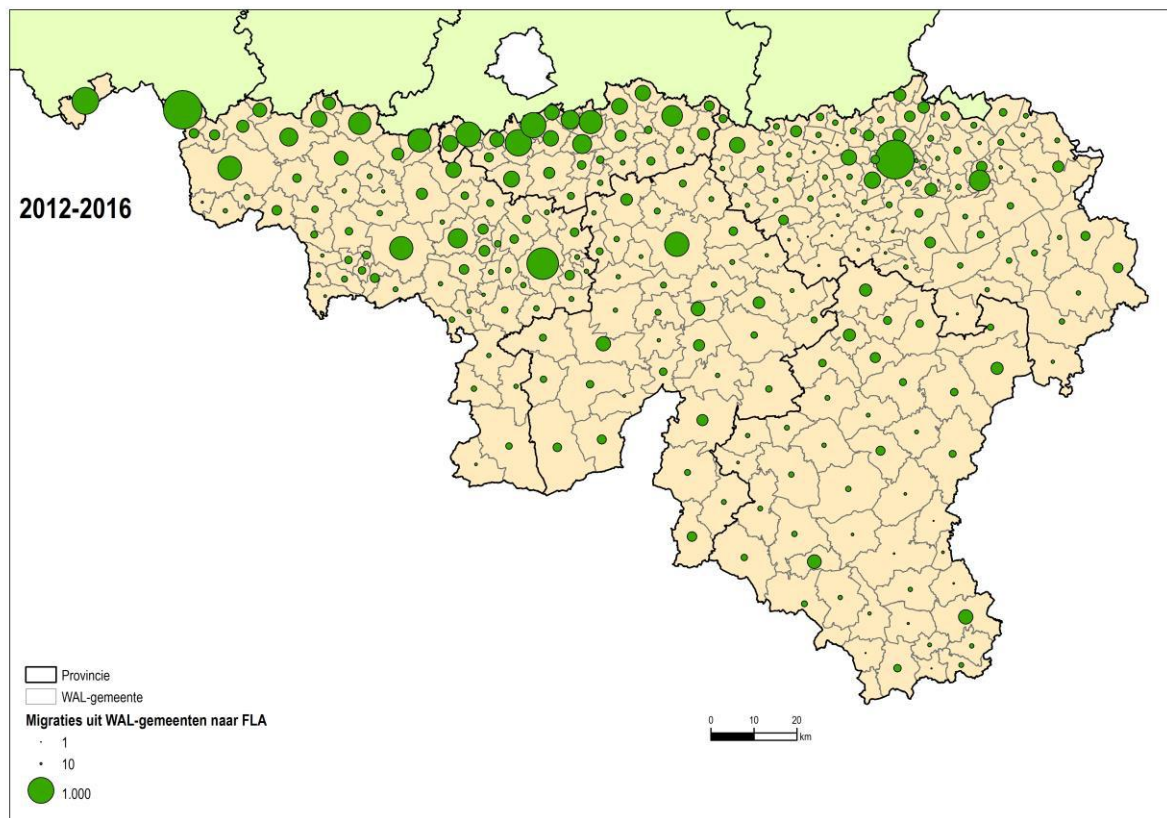 2012-2016
Provincie
WAL-gemeente
Migraties uit WAL-gemeenten naar FLA
1
10
1.000
0 10 20
km